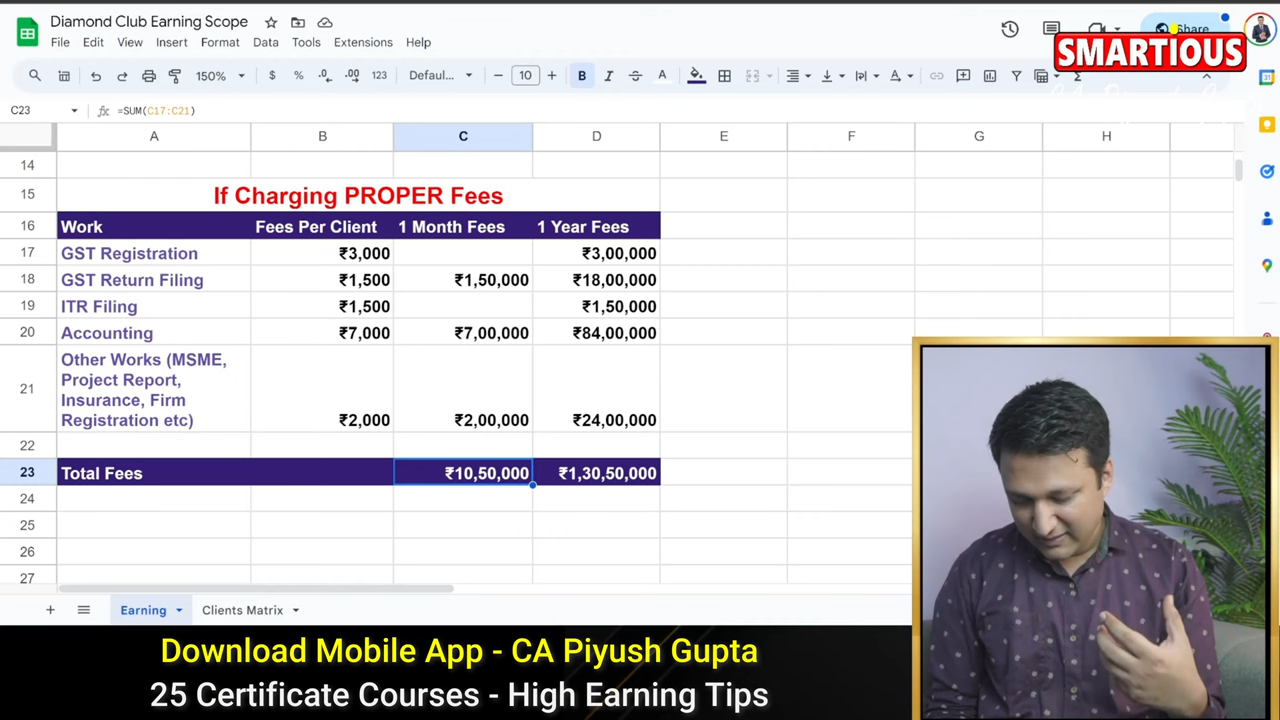 Diamond Club Earning Scope
File Edit View Insert Format Data Tools Extensions Help
Share
SMARTIOUS
150% $ % .0 .00 123 Defaul... − 10 + B I S A Σ
C23 fx =SUM(C17:C21)
A B C D E F G H
14
15 If Charging PROPER Fees
16 Work Fees Per Client 1 Month Fees 1 Year Fees
17 GST Registration ₹3,000 ₹3,00,000
18 GST Return Filing ₹1,500 ₹1,50,000 ₹18,00,000
19 ITR Filing ₹1,500 ₹1,50,000
20 Accounting ₹7,000 ₹7,00,000 ₹84,00,000
Other Works (MSME,
Project Report,
21 Insurance, Firm
Registration etc) ₹2,000 ₹2,00,000 ₹24,00,000
22
23 Total Fees ₹10,50,000 ₹1,30,50,000
24
25
26
27
+ Earning Clients Matrix
Download Mobile App - CA Piyush Gupta
25 Certificate Courses - High Earning Tips